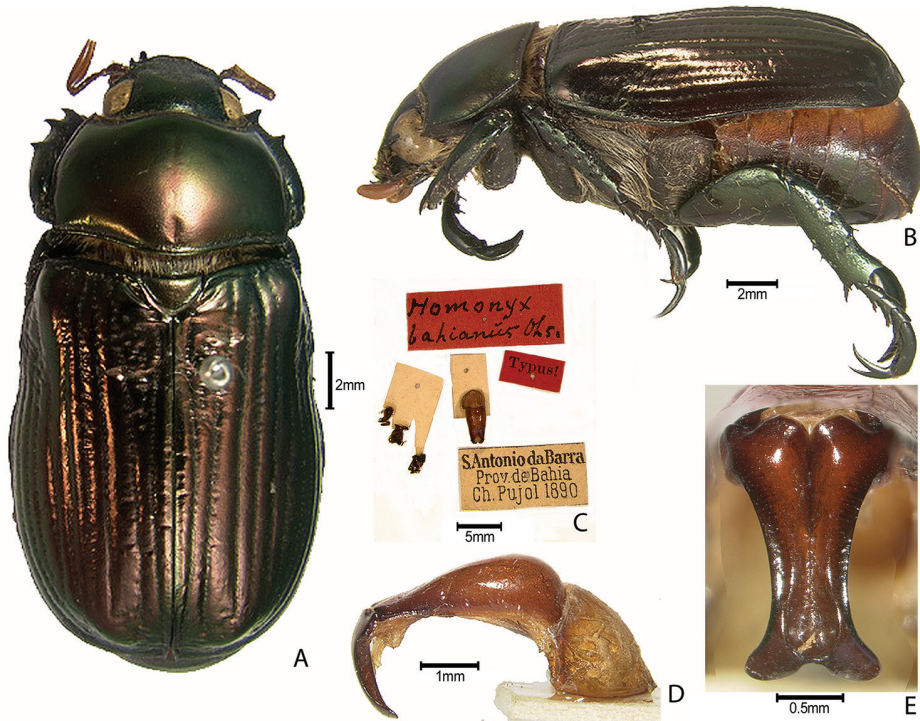 A
2mm
B
2mm
Homonyx
bahianus Ohs.
Typus!
S.Antonio da Barra
Prov. de Bahia
Ch. Pujol 1890
5mm
C
1mm
D
0.5mm
E